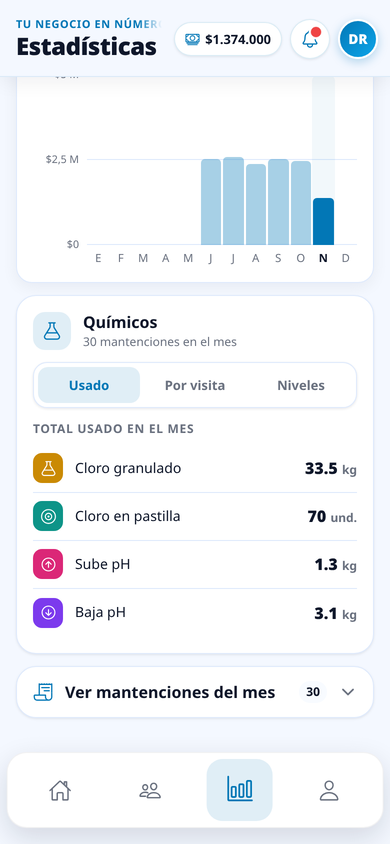 TU NEGOCIO EN NÚMER
Estadísticas
$1.374.000
DR
$2,5 M
$0
E F M A M J J A S O N D
Químicos
30 mantenciones en el mes
Usado Por visita Niveles
TOTAL USADO EN EL MES
Cloro granulado 33.5 kg
Cloro en pastilla 70 und.
Sube pH 1.3 kg
Baja pH 3.1 kg
Ver mantenciones del mes 30